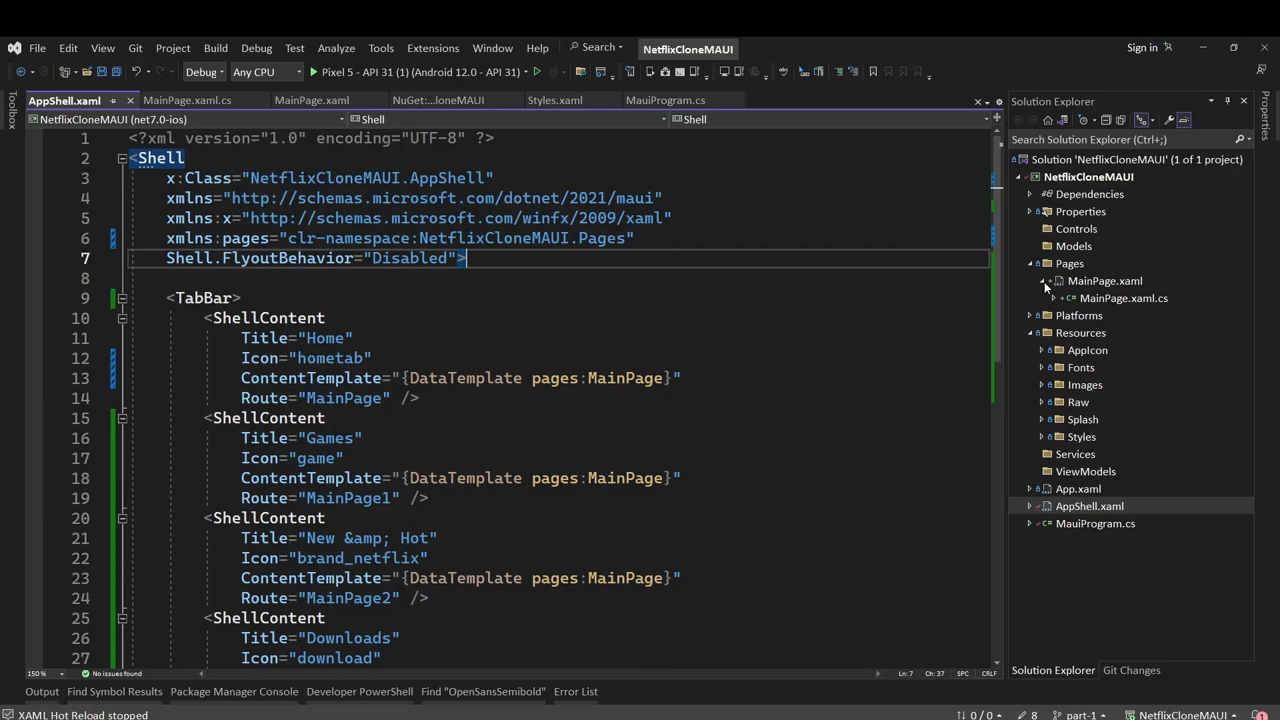 File Edit View Git Project Build Debug Test Analyze Tools Extensions Window Help Search NetflixCloneMAUI Sign in
Debug Any CPU Pixel 5 - API 31 (1) (Android 12.0 - API 31)
Toolbox
AppShell.xaml MainPage.xaml.cs MainPage.xaml NuGet:...loneMAUI Styles.xaml MauiProgram.cs
NetflixCloneMAUI (net7.0-ios) Shell Shell
1 <?xml version="1.0" encoding="UTF-8" ?>
2 <Shell
3 x:Class="NetflixCloneMAUI.AppShell"
4 xmlns="http://schemas.microsoft.com/dotnet/2021/maui"
5 xmlns:x="http://schemas.microsoft.com/winfx/2009/xaml"
6 xmlns:pages="clr-namespace:NetflixCloneMAUI.Pages"
7 Shell.FlyoutBehavior="Disabled">
8
9 <TabBar>
10 <ShellContent
11 Title="Home"
12 Icon="hometab"
13 ContentTemplate="{DataTemplate pages:MainPage}"
14 Route="MainPage" />
15 <ShellContent
16 Title="Games"
17 Icon="game"
18 ContentTemplate="{DataTemplate pages:MainPage}"
19 Route="MainPage1" />
20 <ShellContent
21 Title="New &amp; Hot"
22 Icon="brand_netflix"
23 ContentTemplate="{DataTemplate pages:MainPage}"
24 Route="MainPage2" />
25 <ShellContent
26 Title="Downloads"
27 Icon="download"
150 % No issues found Ln: 7 Ch: 37 SPC CRLF
Solution Explorer
Search Solution Explorer (Ctrl+;)
Solution 'NetflixCloneMAUI' (1 of 1 project)
NetflixCloneMAUI
Dependencies
Properties
Controls
Models
Pages
MainPage.xaml
MainPage.xaml.cs
Platforms
Resources
AppIcon
Fonts
Images
Raw
Splash
Styles
Services
ViewModels
App.xaml
AppShell.xaml
MauiProgram.cs
Solution Explorer Git Changes
Properties
Output Find Symbol Results Package Manager Console Developer PowerShell Find "OpenSansSemibold" Error List
XAML Hot Reload stopped 0 / 0 8 part-1 NetflixCloneMAUI 1